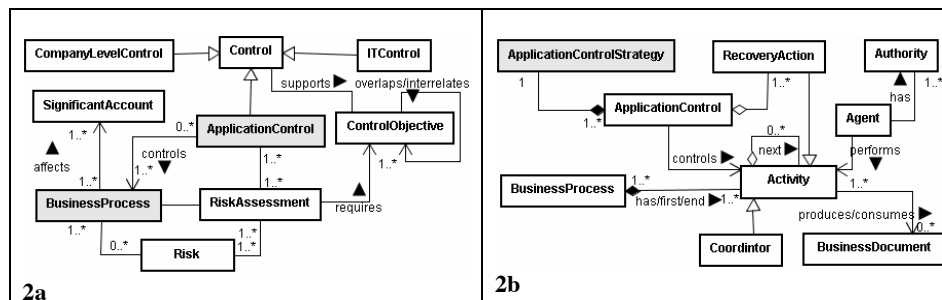 CompanyLevelControl
Control
ITControl
supports ▶
overlaps/interrelates
▼
SignificantAccount
1..*
0..*
ApplicationControl
ControlObjective
1..*
1..*
▲
affects
controls
▼
1..*
1..*
1..*
▲
requires
BusinessProcess
RiskAssessment
1..*
0..*
1..*
1..*
Risk
2a
ApplicationControlStrategy
RecoveryAction
Authority
1
1..*
▲
1..*
has
ApplicationControl
1..*
Agent
0..*
next ▶
controls ▶
performs
▼
BusinessProcess
1..*
Activity
1..*
has/first/end ▶
1..*
produces/consumes ▶
0..*
Coordintor
BusinessDocument
2b